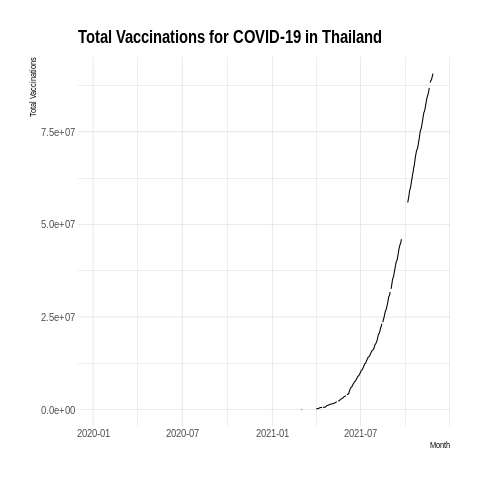 Total Vaccinations for COVID-19 in Thailand
Total Vaccinations
7.5e+07
5.0e+07
2.5e+07
0.0e+00
2020-01 2020-07 2021-01 2021-07
Month